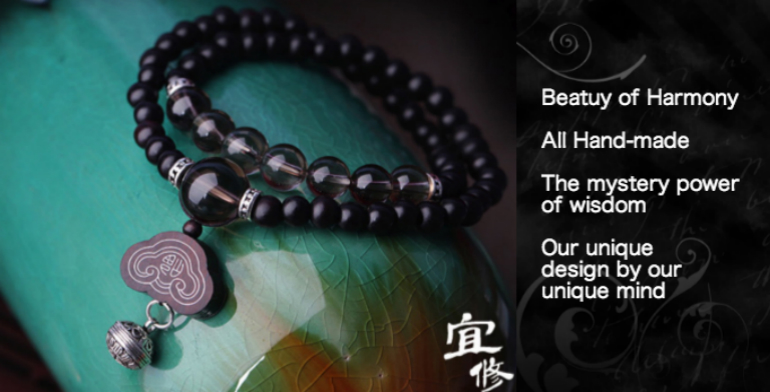 Beatuy of Harmony
All Hand-made
The mystery power
of wisdom
Our unique
design by our
unique mind
宜
修